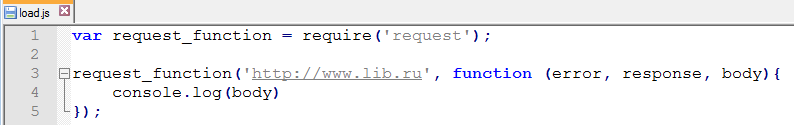 load.js
1 var request_function = require('request');
2
3 request_function('http://www.lib.ru', function (error, response, body){
4     console.log(body)
5 });